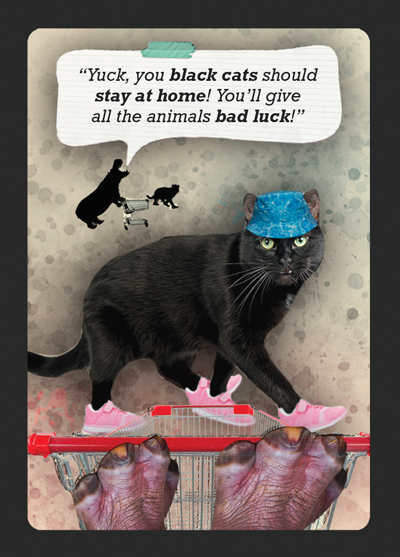 “Yuck, you black cats should
stay at home! You’ll give
all the animals bad luck!”